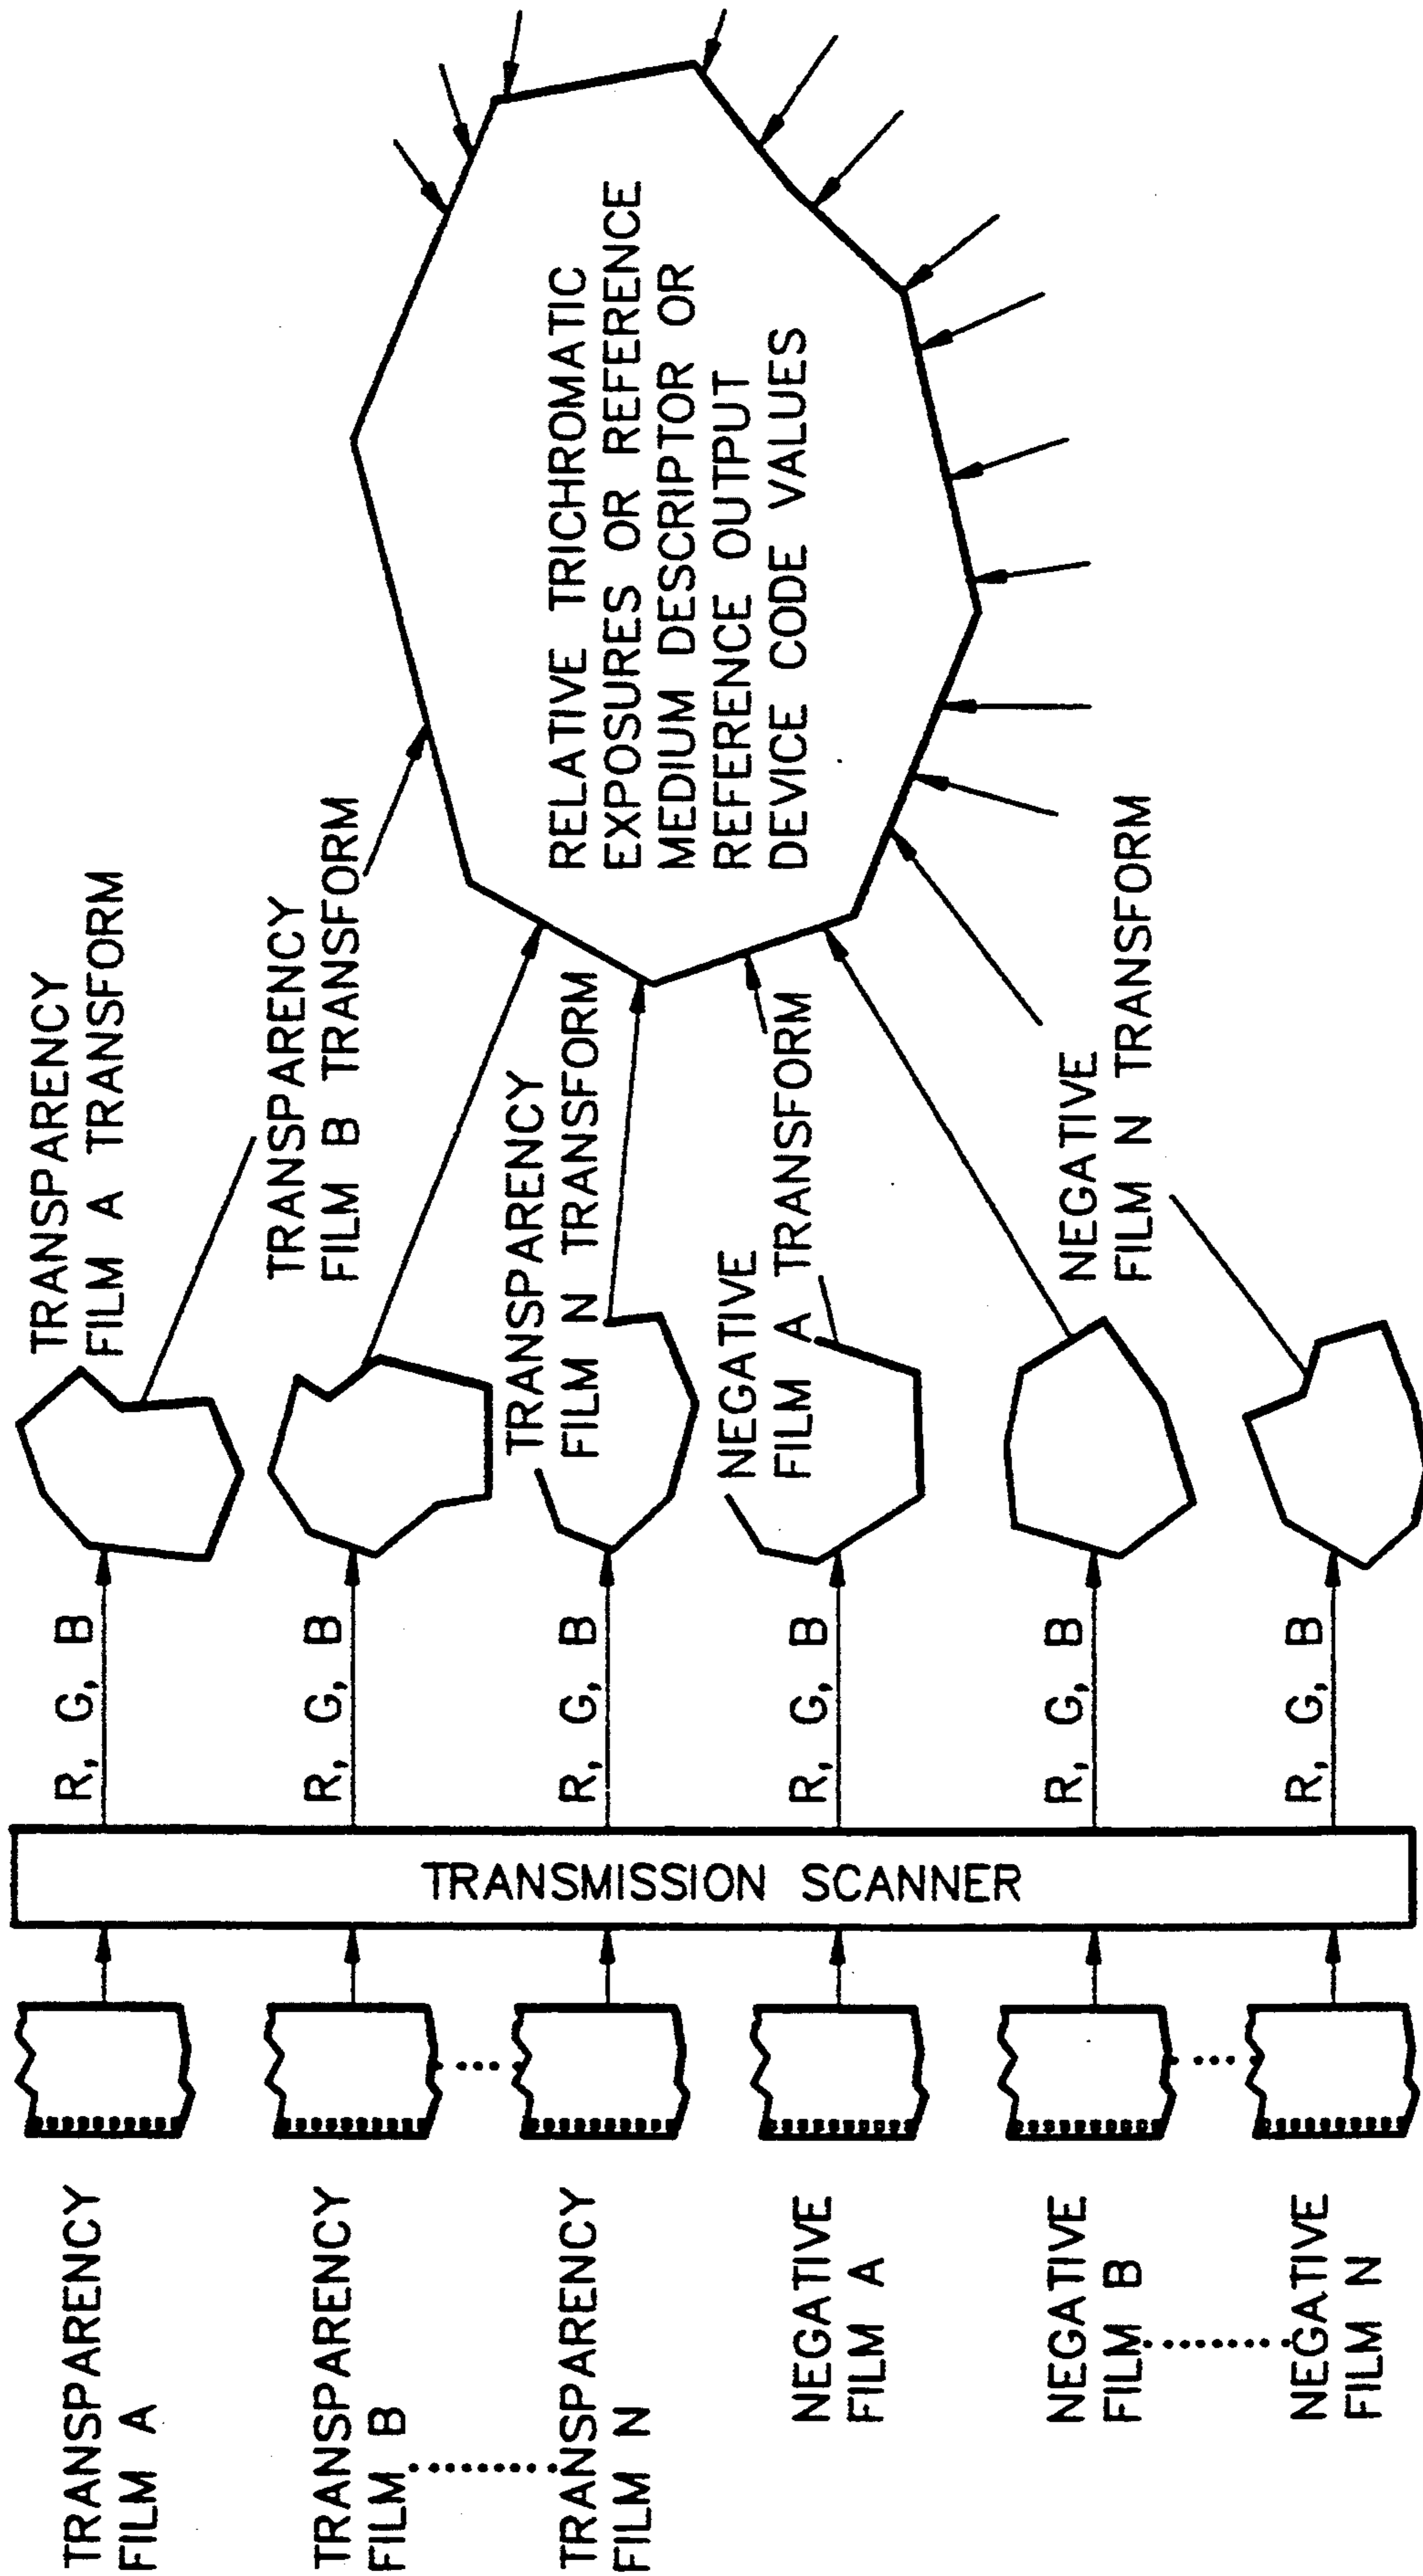 TRANSPARENCY
FILM A
TRANSPARENCY
FILM B
TRANSPARENCY
FILM N
NEGATIVE
FILM A
NEGATIVE
FILM B
NEGATIVE
FILM N
TRANSMISSION SCANNER
R, G, B
R, G, B
R, G, B
R, G, B
R, G, B
R, G, B
TRANSPARENCY
FILM A TRANSFORM
TRANSPARENCY
FILM B TRANSFORM
TRANSPARENCY
FILM N TRANSFORM
NEGATIVE
FILM A TRANSFORM
NEGATIVE
FILM N TRANSFORM
RELATIVE TRICHROMATIC
EXPOSURES OR REFERENCE
MEDIUM DESCRIPTOR OR
REFERENCE OUTPUT
DEVICE CODE VALUES